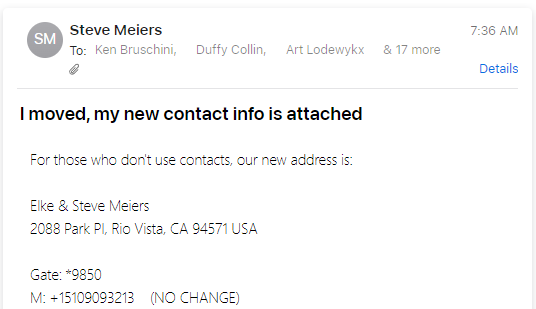 SM
Steve Meiers
7:36 AM
To: Ken Bruschini, Duffy Collin, Art Lodewykx & 17 more
Details
I moved, my new contact info is attached
For those who don't use contacts, our new address is:
Elke & Steve Meiers
2088 Park Pl, Rio Vista, CA 94571 USA
Gate: *9850
M: +15109093213 (NO CHANGE)